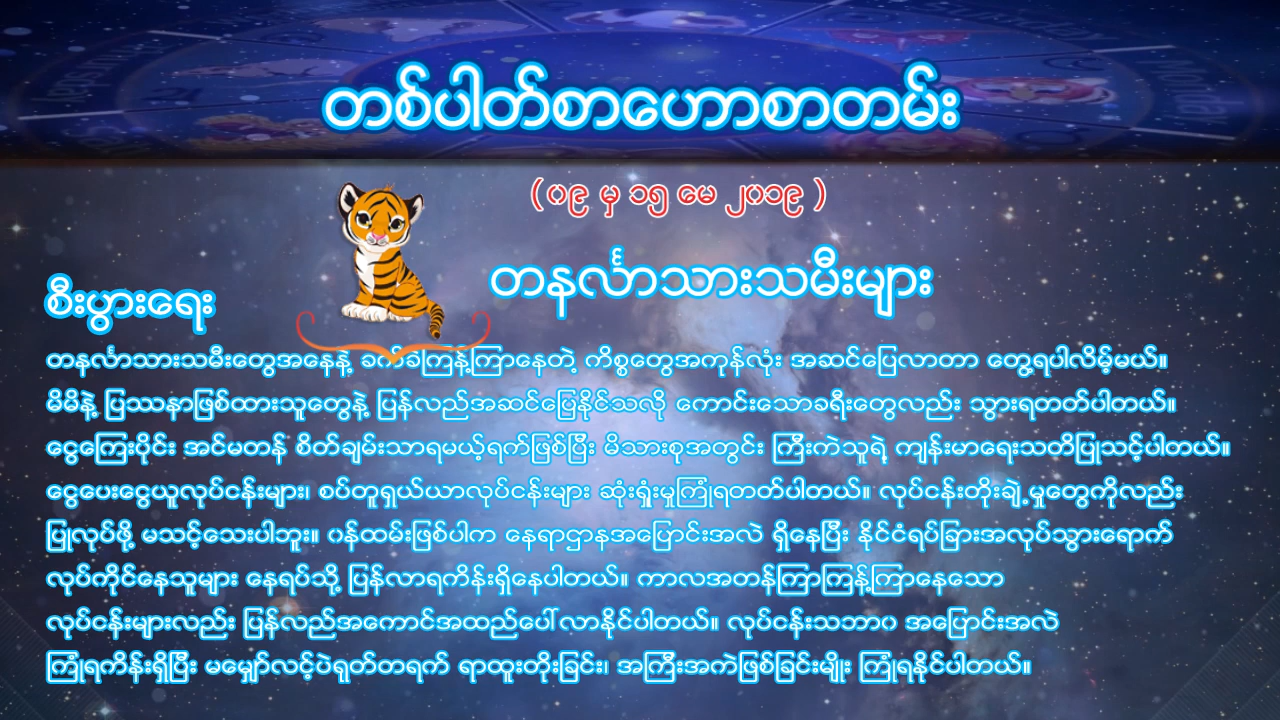 တစ်ပါတ်စာဟောစာတမ်း
( ၀၉ မှ ၁၅ မေ ၂၀၁၉ )
တနင်္လာသားသမီးများ
စီးပွားရေး
တနင်္လာသားသမီးတွေအနေနဲ့ ခက်ခဲကြန့်ကြာနေတဲ့ ကိစ္စတွေအကုန်လုံး အဆင်ပြေလာတာ တွေ့ရပါလိမ့်မယ်။
မိမိနဲ့ ပြဿနာဖြစ်ထားသူတွေနဲ့ ပြန်လည်အဆင်ပြေနိုင်သလို ကောင်းသောခရီးတွေလည်း သွားရတတ်ပါတယ်။
ငွေကြေးပိုင်း အင်မတန် စိတ်ချမ်းသာရမယ့်ရက်ဖြစ်ပြီး မိသားစုအတွင်း ကြီးကဲသူရဲ့ ကျန်းမာရေးသတိပြုသင့်ပါတယ်။
ငွေပေးငွေယူလုပ်ငန်းများ၊ စပ်တူရှယ်ယာလုပ်ငန်းများ ဆုံးရှုံးမှုကြုံရတတ်ပါတယ်။ လုပ်ငန်းတိုးချဲ့မှုတွေကိုလည်း
ပြုလုပ်ဖို့ မသင့်သေးပါဘူး။ ၀န်ထမ်းဖြစ်ပါက နေရာဌာနအပြောင်းအလဲ ရှိနေပြီး နိုင်ငံရပ်ခြားအလုပ်သွားရောက်
လုပ်ကိုင်နေသူများ နေရပ်သို့ ပြန်လာရကိန်းရှိနေပါတယ်။ ကာလအတန်ကြာကြန့်ကြာနေသော
လုပ်ငန်းများလည်း ပြန်လည်အကောင်အထည်ပေါ်လာနိုင်ပါတယ်။ လုပ်ငန်းသဘာ၀ အပြောင်းအလဲ
ကြုံရကိန်းရှိပြီး မမျှော်လင့်ပဲရုတ်တရက် ရာထူးတိုးခြင်း၊ အကြီးအကဲဖြစ်ခြင်းမျိုး ကြုံရနိုင်ပါတယ်။